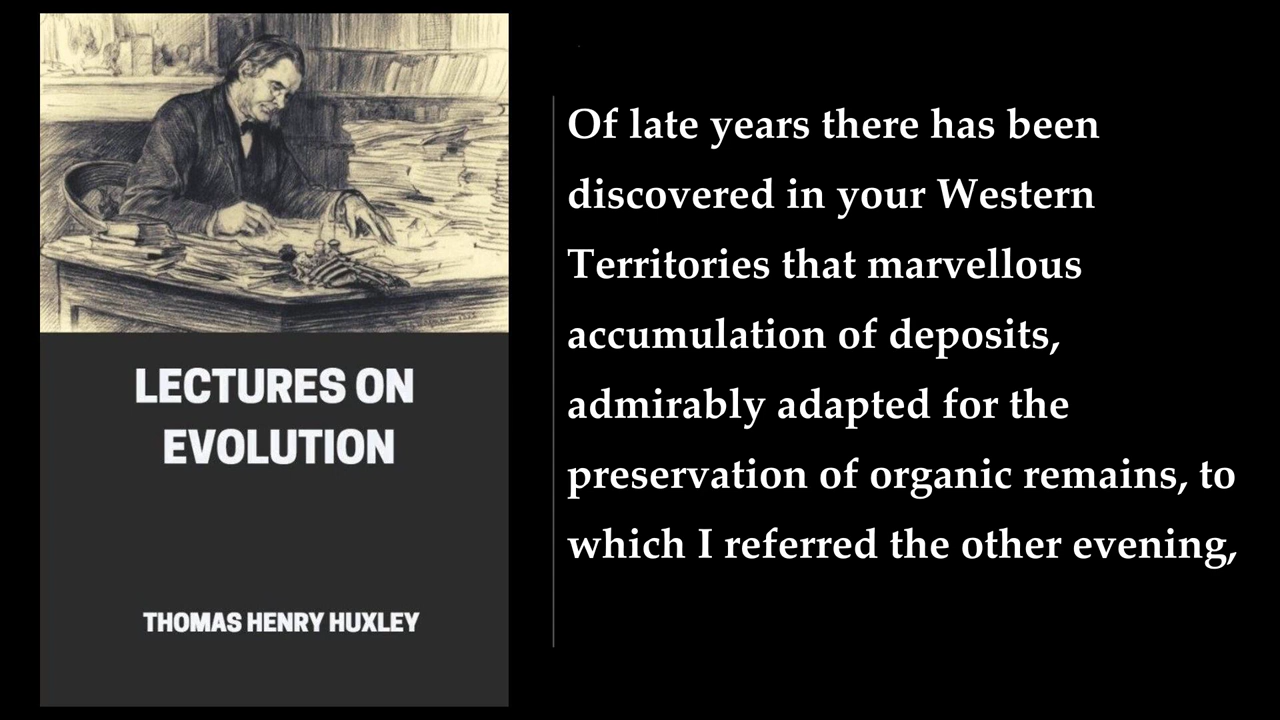 LECTURES ON
EVOLUTION
THOMAS HENRY HUXLEY
Of late years there has been
discovered in your Western
Territories that marvellous
accumulation of deposits,
admirably adapted for the
preservation of organic remains, to
which I referred the other evening,